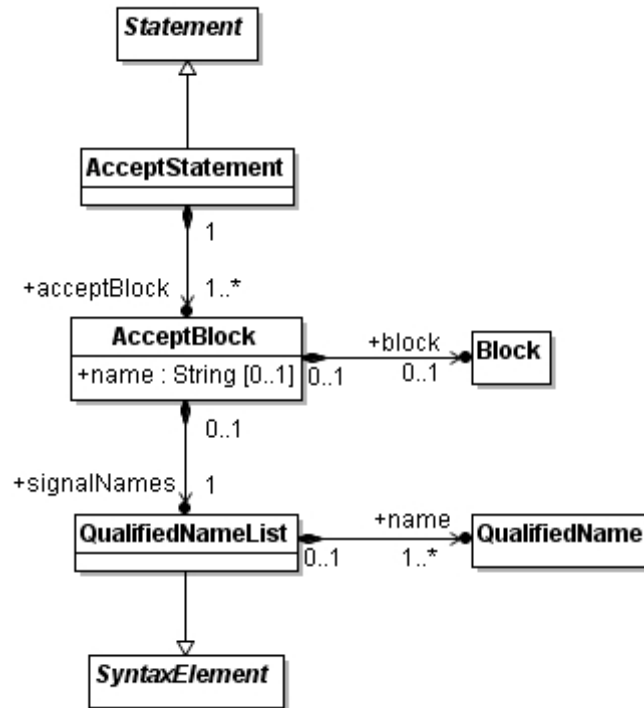 Statement
AcceptStatement
1
+acceptBlock 1..*
AcceptBlock
+name : String [0..1]
0..1
+block
0..1
Block
0..1
+signalNames 1
QualifiedNameList
0..1
+name
1..*
QualifiedName
SyntaxElement